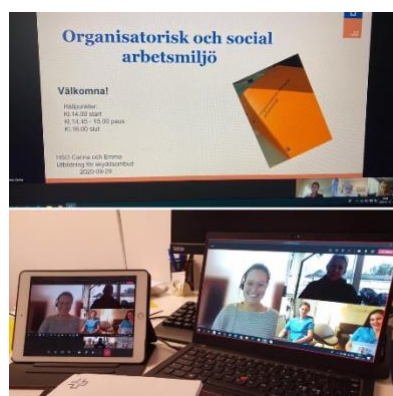 Organisatorisk och social
arbetsmiljö
Välkomna!
Hållpunkter:
Kl.14.00 start
Kl.14.45 - 15.00 paus
Kl.16.00 slut
HSO Carina och Emma
Utbildning för skyddsombud
2020-09-29